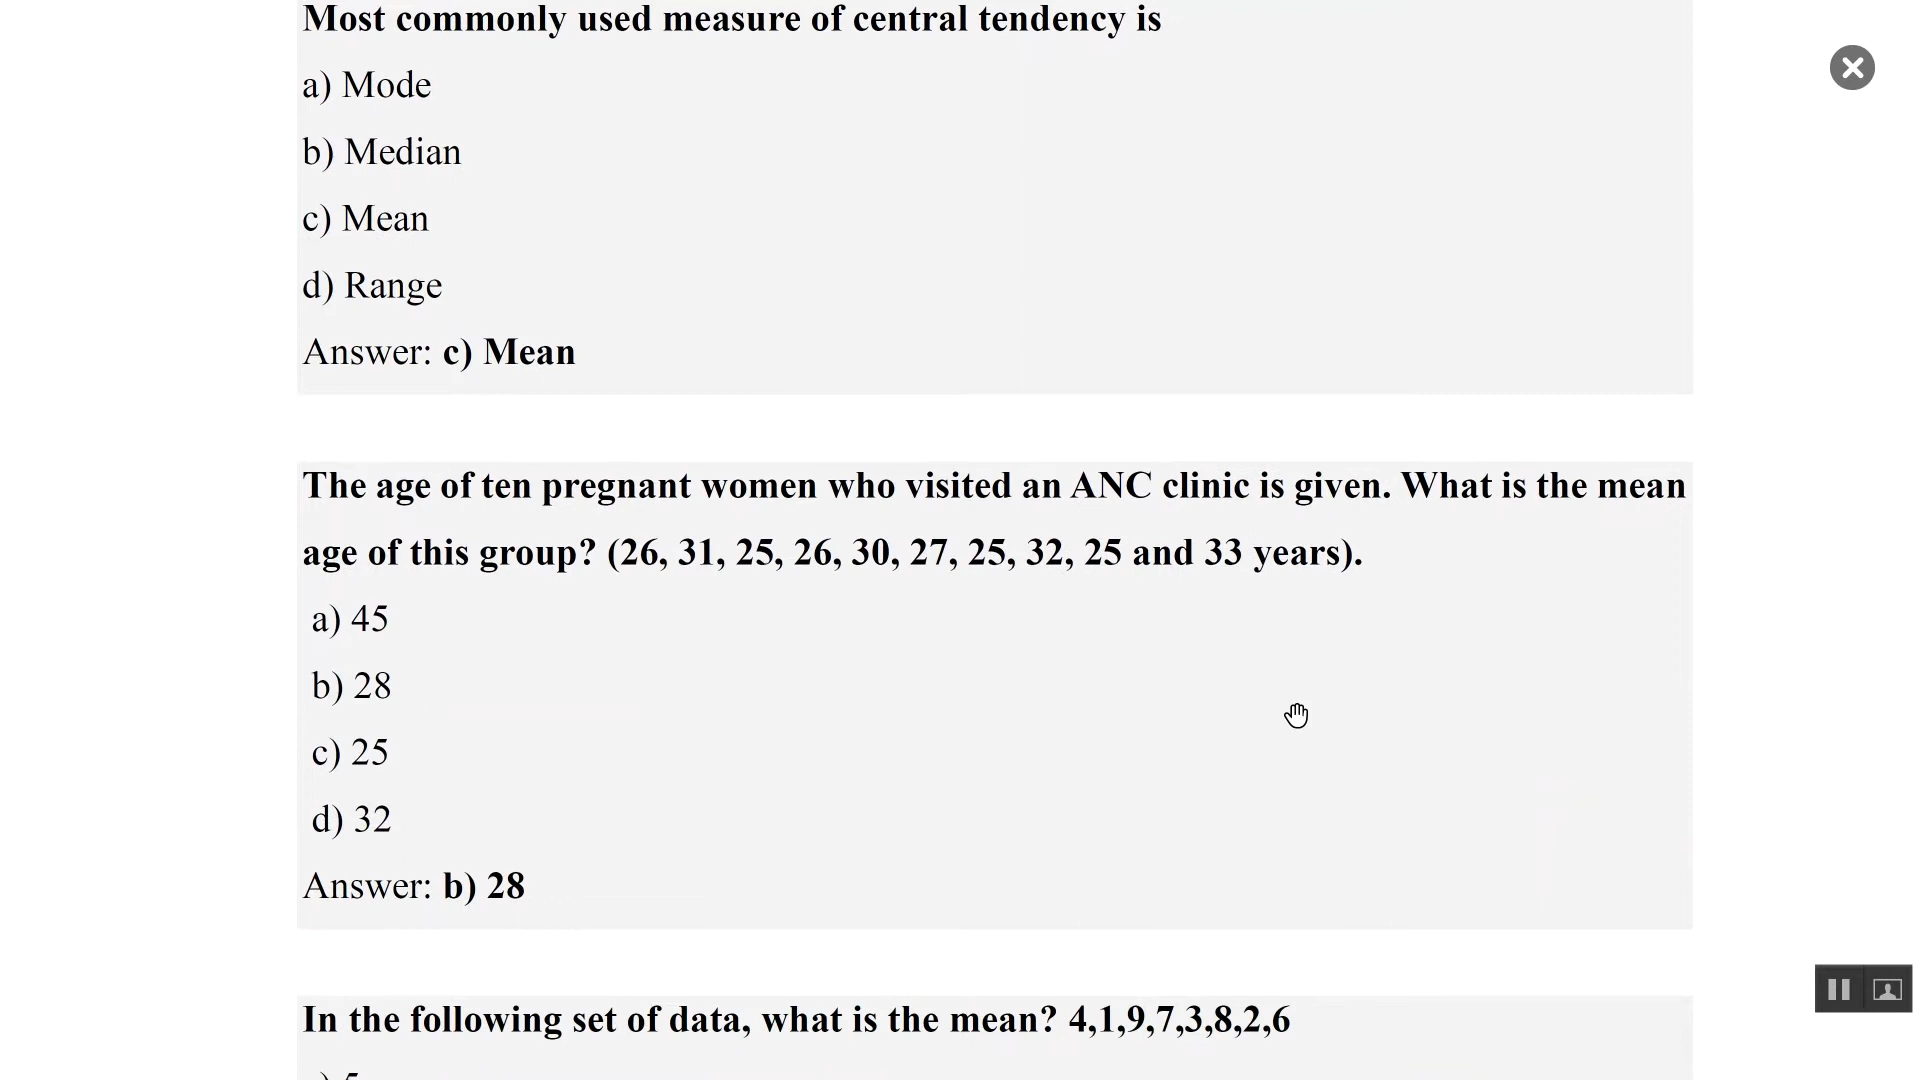 Most commonly used measure of central tendency is
a) Mode
b) Median
c) Mean
d) Range
Answer: c) Mean
The age of ten pregnant women who visited an ANC clinic is given. What is the mean
age of this group? (26, 31, 25, 26, 30, 27, 25, 32, 25 and 33 years).
a) 45
b) 28
c) 25
d) 32
Answer: b) 28
In the following set of data, what is the mean? 4,1,9,7,3,8,2,6